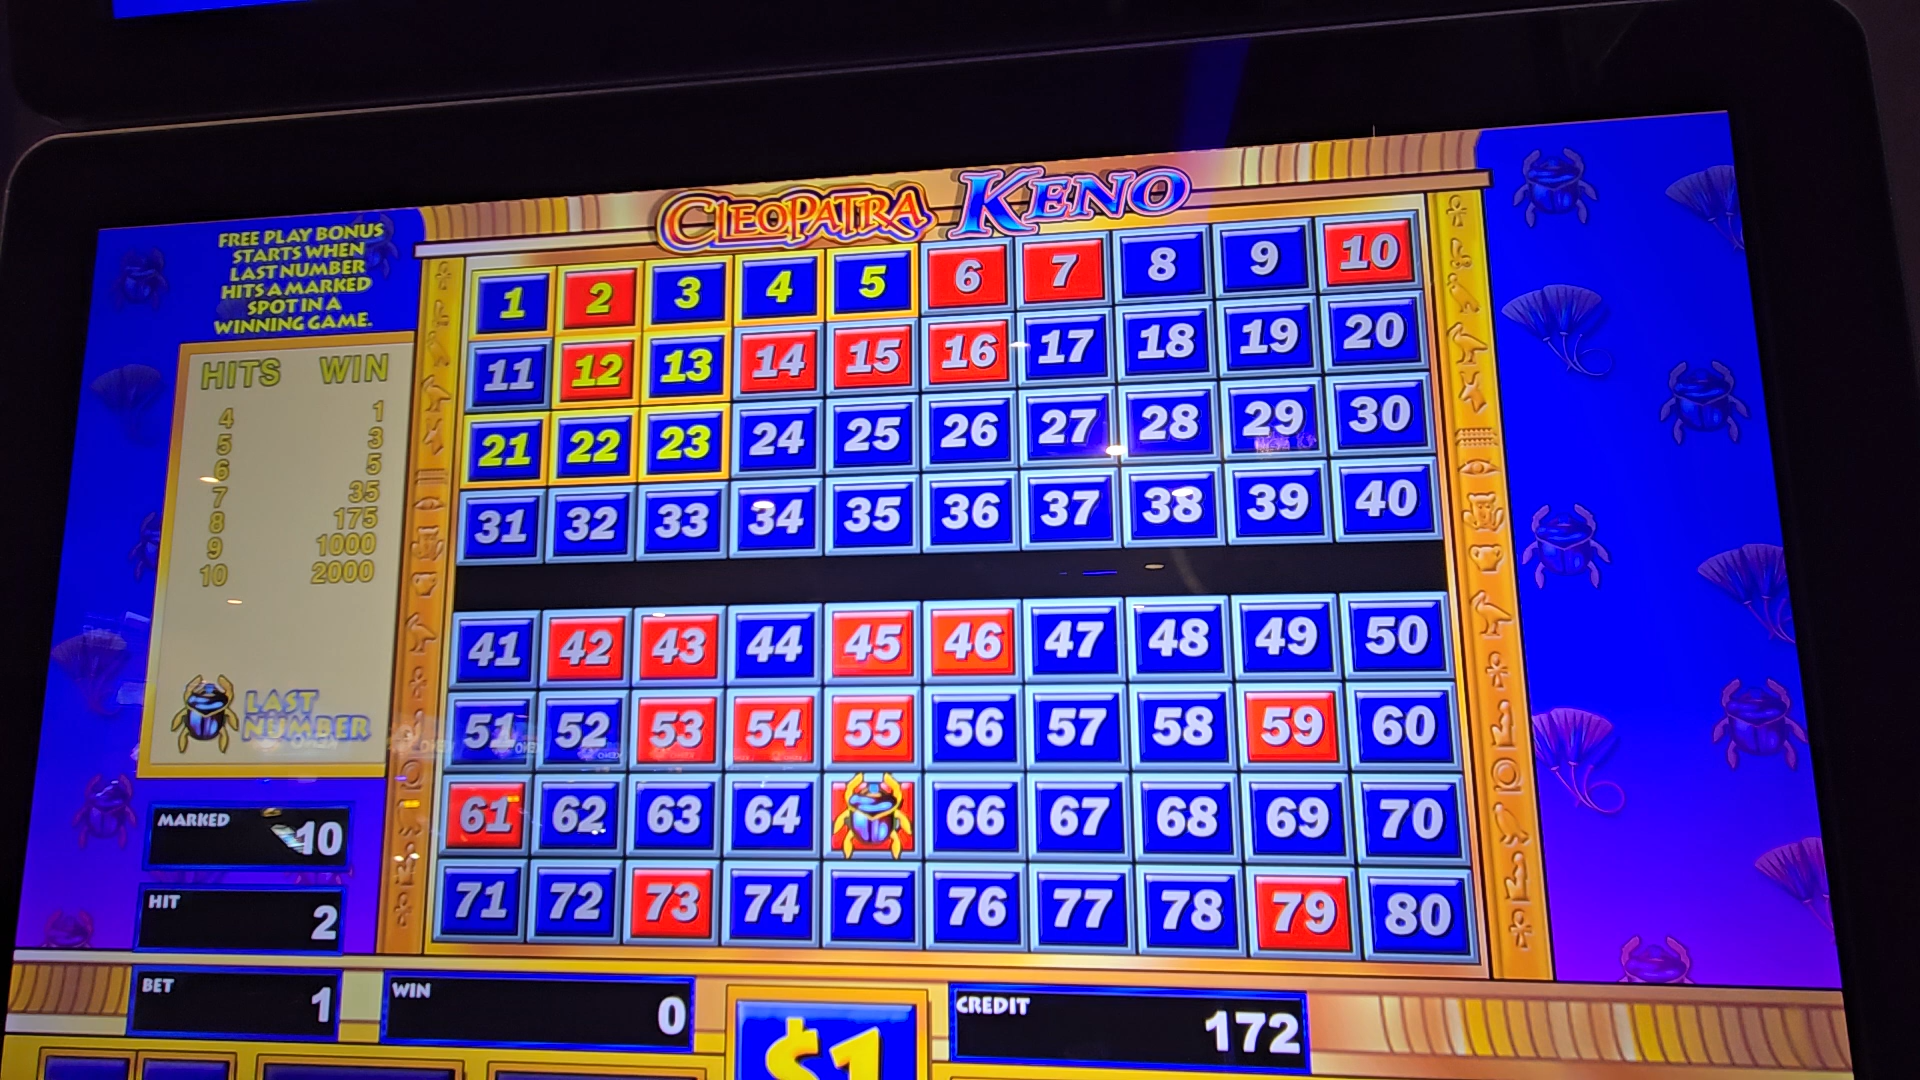 CLEOPATRA KENO
FREE PLAY BONUS
STARTS WHEN
LAST NUMBER
HITS A MARKED
SPOT IN A
WINNING GAME.
HITS WIN
4 1
5 3
6 5
7 35
8 175
9 1000
10 2000
LAST
NUMBER
1 2 3 4 5 6 7 8 9 10
11 12 13 14 15 16 17 18 19 20
21 22 23 24 25 26 27 28 29 30
31 32 33 34 35 36 37 38 39 40
41 42 43 44 45 46 47 48 49 50
51 52 53 54 55 56 57 58 59 60
61 62 63 64 66 67 68 69 70
71 72 73 74 75 76 77 78 79 80
MARKED 10
HIT 2
BET 1
WIN 0
$1
CREDIT 172